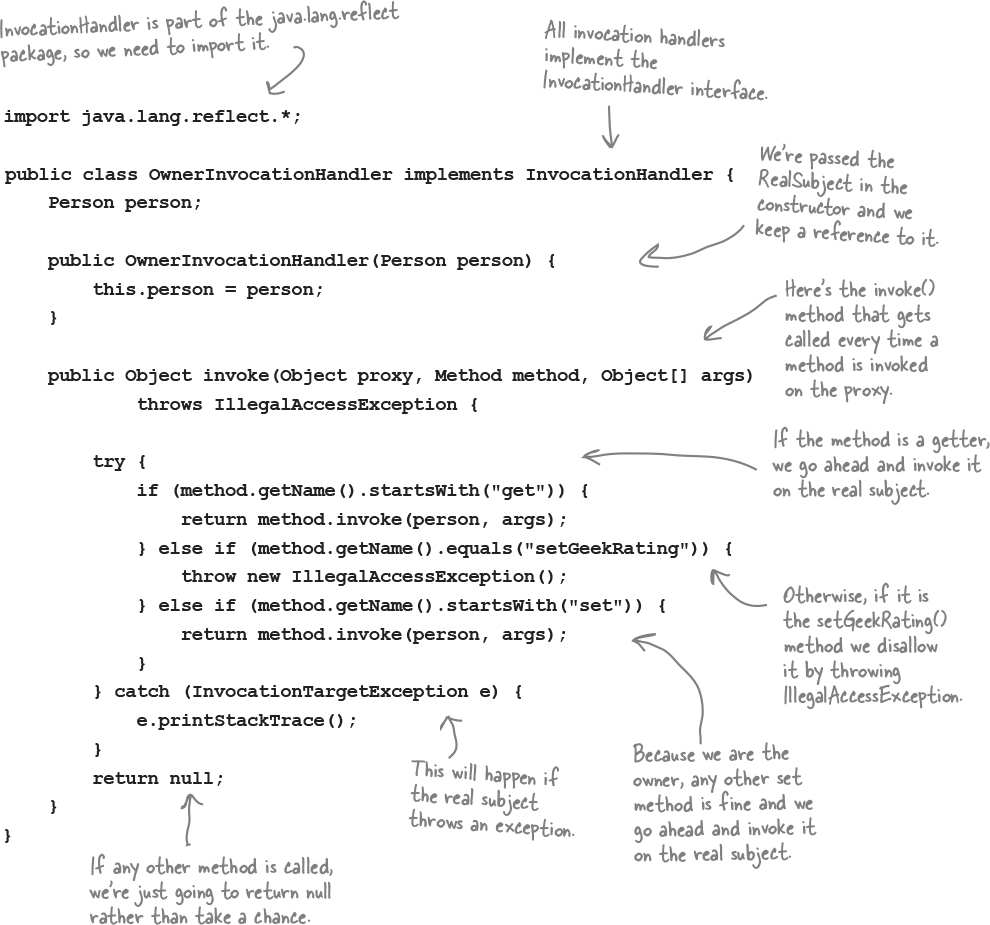 InvocationHandler is part of the java.lang.reflect
package, so we need to import it.
All invocation handlers
implement the
InvocationHandler interface.
import java.lang.reflect.*;
public class OwnerInvocationHandler implements InvocationHandler {
Person person;
We're passed the
RealSubject in the
constructor and we
keep a reference to it.
public OwnerInvocationHandler(Person person) {
this.person = person;
}
Here's the invoke()
method that gets
called every time a
method is invoked
on the proxy.
public Object invoke(Object proxy, Method method, Object[] args)
throws IllegalAccessException {
If the method is a getter,
we go ahead and invoke it
on the real subject.
try {
if (method.getName().startsWith("get")) {
return method.invoke(person, args);
} else if (method.getName().equals("setGeekRating")) {
throw new IllegalAccessException();
} else if (method.getName().startsWith("set")) {
return method.invoke(person, args);
}
Otherwise, if it is
the setGeekRating()
method we disallow
it by throwing
IllegalAccessException.
} catch (InvocationTargetException e) {
e.printStackTrace();
}
return null;
}
}
This will happen if
the real subject
throws an exception.
Because we are the
owner, any other set
method is fine and we
go ahead and invoke it
on the real subject.
If any other method is called,
we're just going to return null
rather than take a chance.